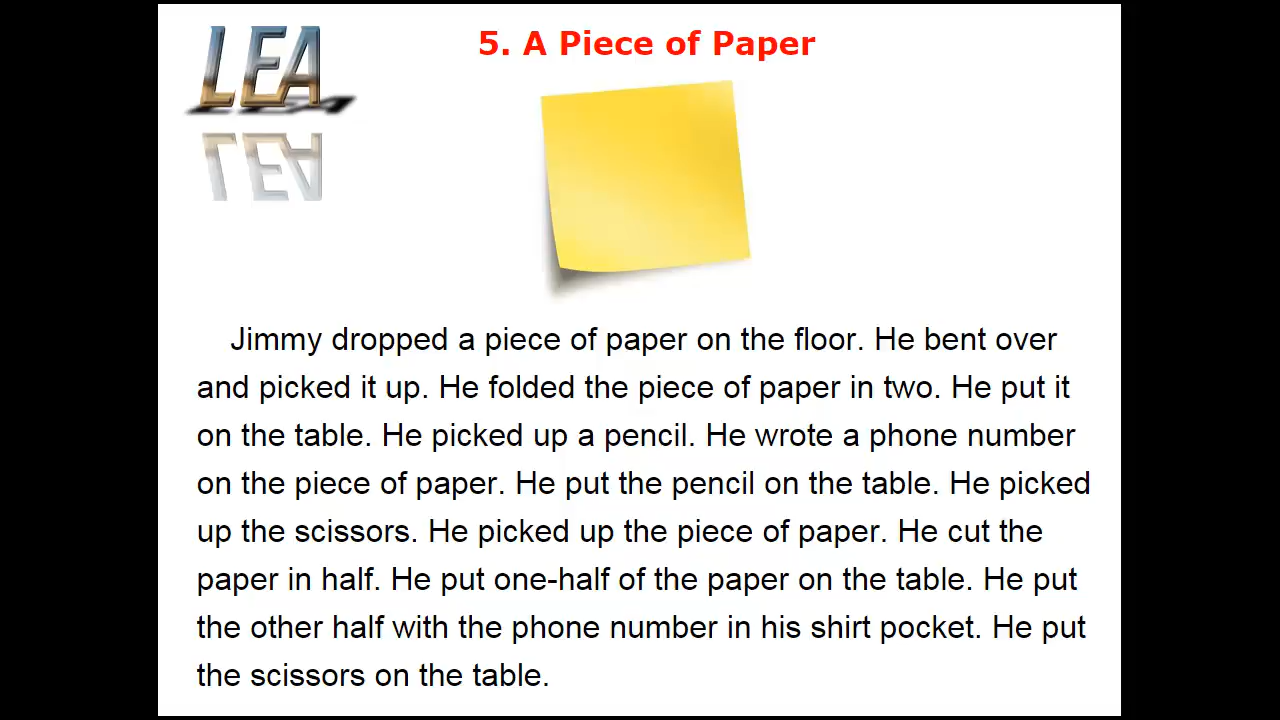 LEA
5. A Piece of Paper
Jimmy dropped a piece of paper on the floor. He bent over
and picked it up. He folded the piece of paper in two. He put it
on the table. He picked up a pencil. He wrote a phone number
on the piece of paper. He put the pencil on the table. He picked
up the scissors. He picked up the piece of paper. He cut the
paper in half. He put one-half of the paper on the table. He put
the other half with the phone number in his shirt pocket. He put
the scissors on the table.